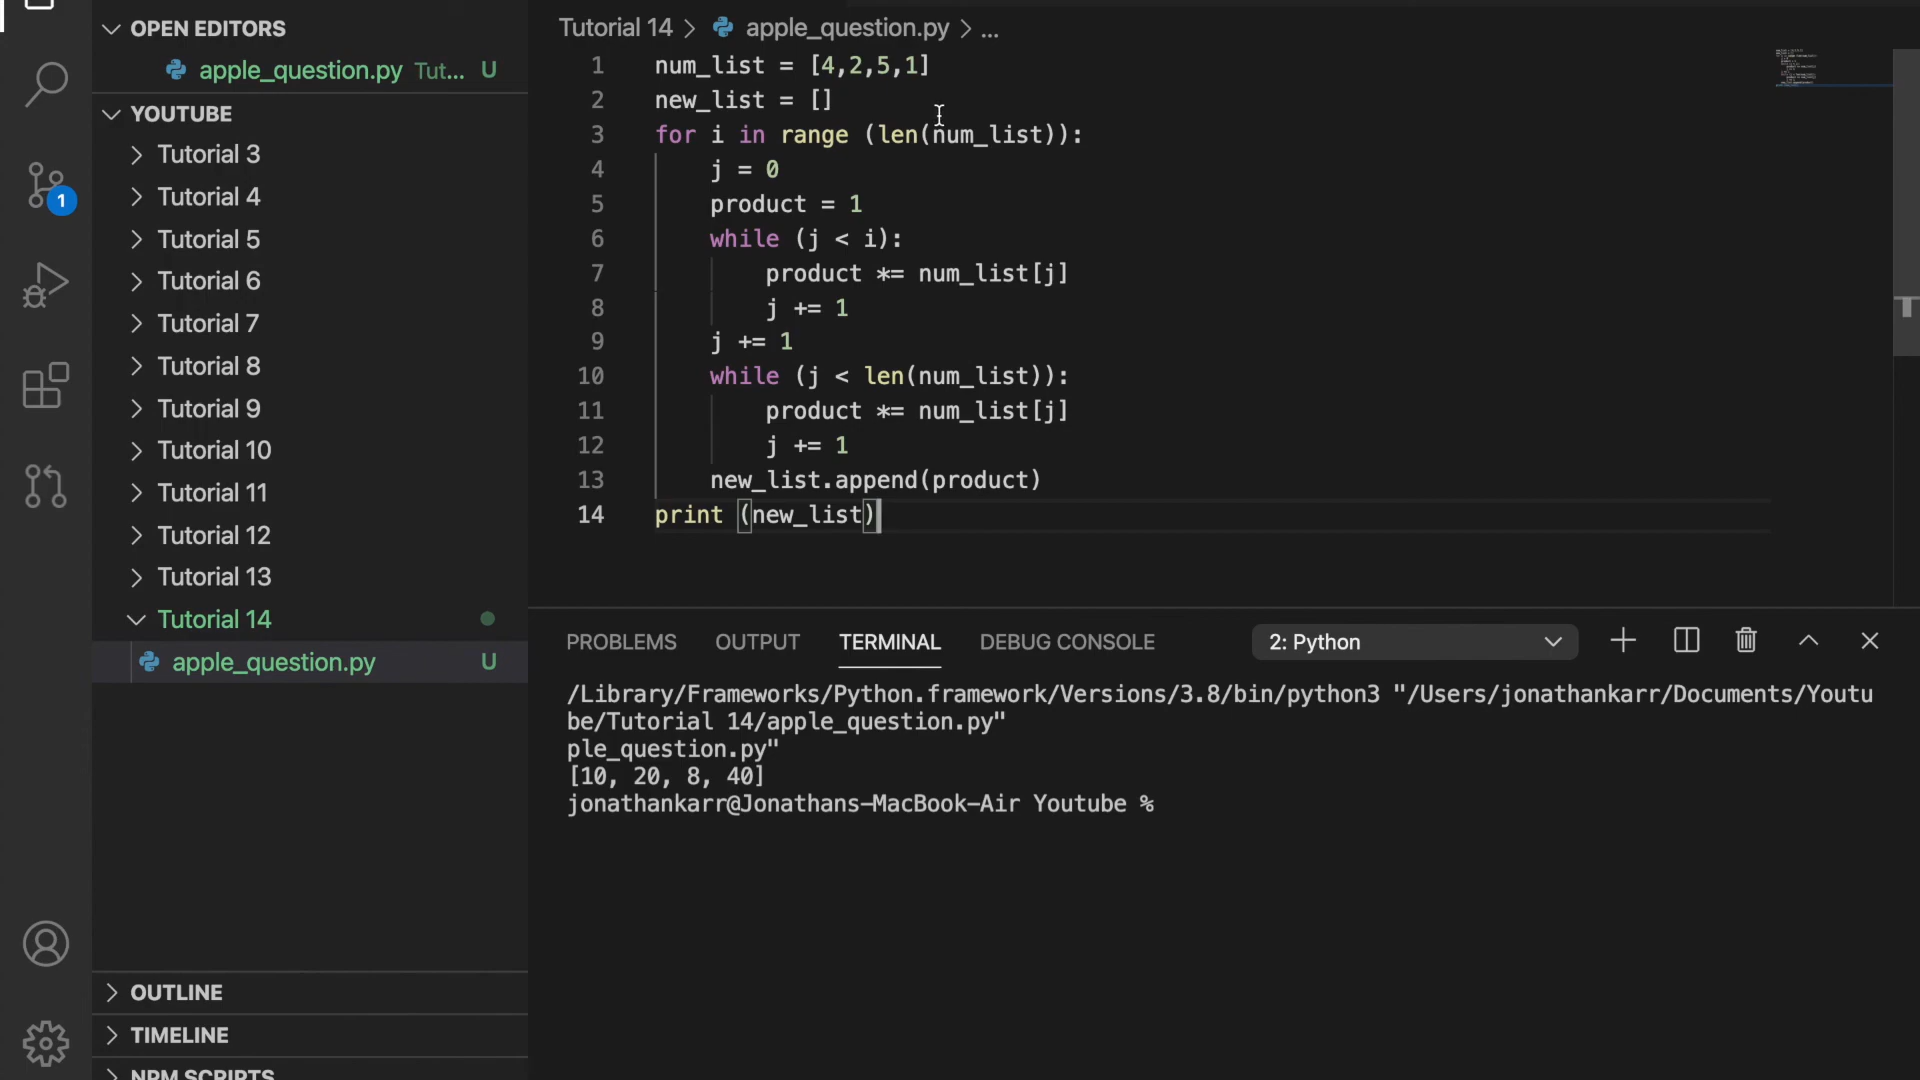 OPEN EDITORS
apple_question.py Tut... U
YOUTUBE
Tutorial 3
Tutorial 4
Tutorial 5
Tutorial 6
Tutorial 7
Tutorial 8
Tutorial 9
Tutorial 10
Tutorial 11
Tutorial 12
Tutorial 13
Tutorial 14
apple_question.py U
OUTLINE
TIMELINE
NPM SCRIPTS
1
Tutorial 14 > apple_question.py > ...
1 num_list = [4,2,5,1]
2 new_list = []
3 for i in range (len(num_list)):
4 j = 0
5 product = 1
6 while (j < i):
7 product *= num_list[j]
8 j += 1
9 j += 1
10 while (j < len(num_list)):
11 product *= num_list[j]
12 j += 1
13 new_list.append(product)
14 print (new_list)
PROBLEMS OUTPUT TERMINAL DEBUG CONSOLE 2: Python
/Library/Frameworks/Python.framework/Versions/3.8/bin/python3 "/Users/jonathankarr/Documents/Youtu
be/Tutorial 14/apple_question.py"
ple_question.py"
[10, 20, 8, 40]
jonathankarr@Jonathans-MacBook-Air Youtube %